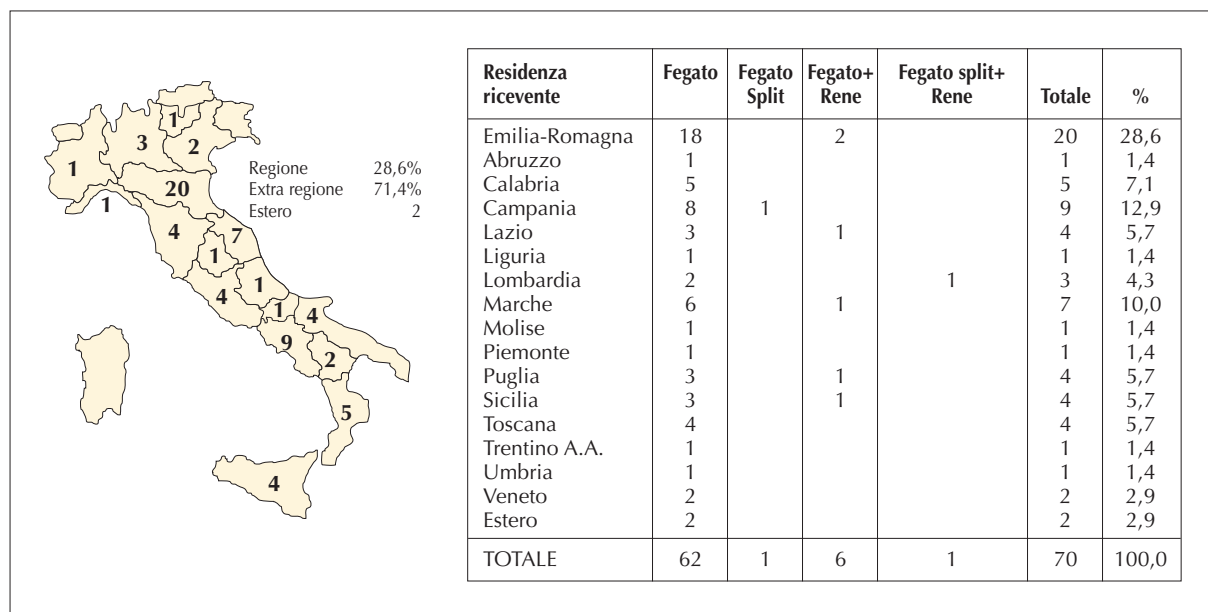 1
3
2
1
Regione 28,6%
Extra regione 71,4%
Estero 2
20
1
4
7
1
1
4
1
4
9
2
5
4
Residenza ricevente Fegato Fegato Split Fegato+ Rene Fegato split+ Rene Totale %
Emilia-Romagna 18 2 20 28,6
Abruzzo 1 1 1,4
Calabria 5 5 7,1
Campania 8 1 9 12,9
Lazio 3 1 4 5,7
Liguria 1 1 1,4
Lombardia 2 1 3 4,3
Marche 6 1 7 10,0
Molise 1 1 1,4
Piemonte 1 1 1,4
Puglia 3 1 4 5,7
Sicilia 3 1 4 5,7
Toscana 4 4 5,7
Trentino A.A. 1 1 1,4
Umbria 1 1 1,4
Veneto 2 2 2,9
Estero 2 2 2,9
TOTALE 62 1 6 1 70 100,0